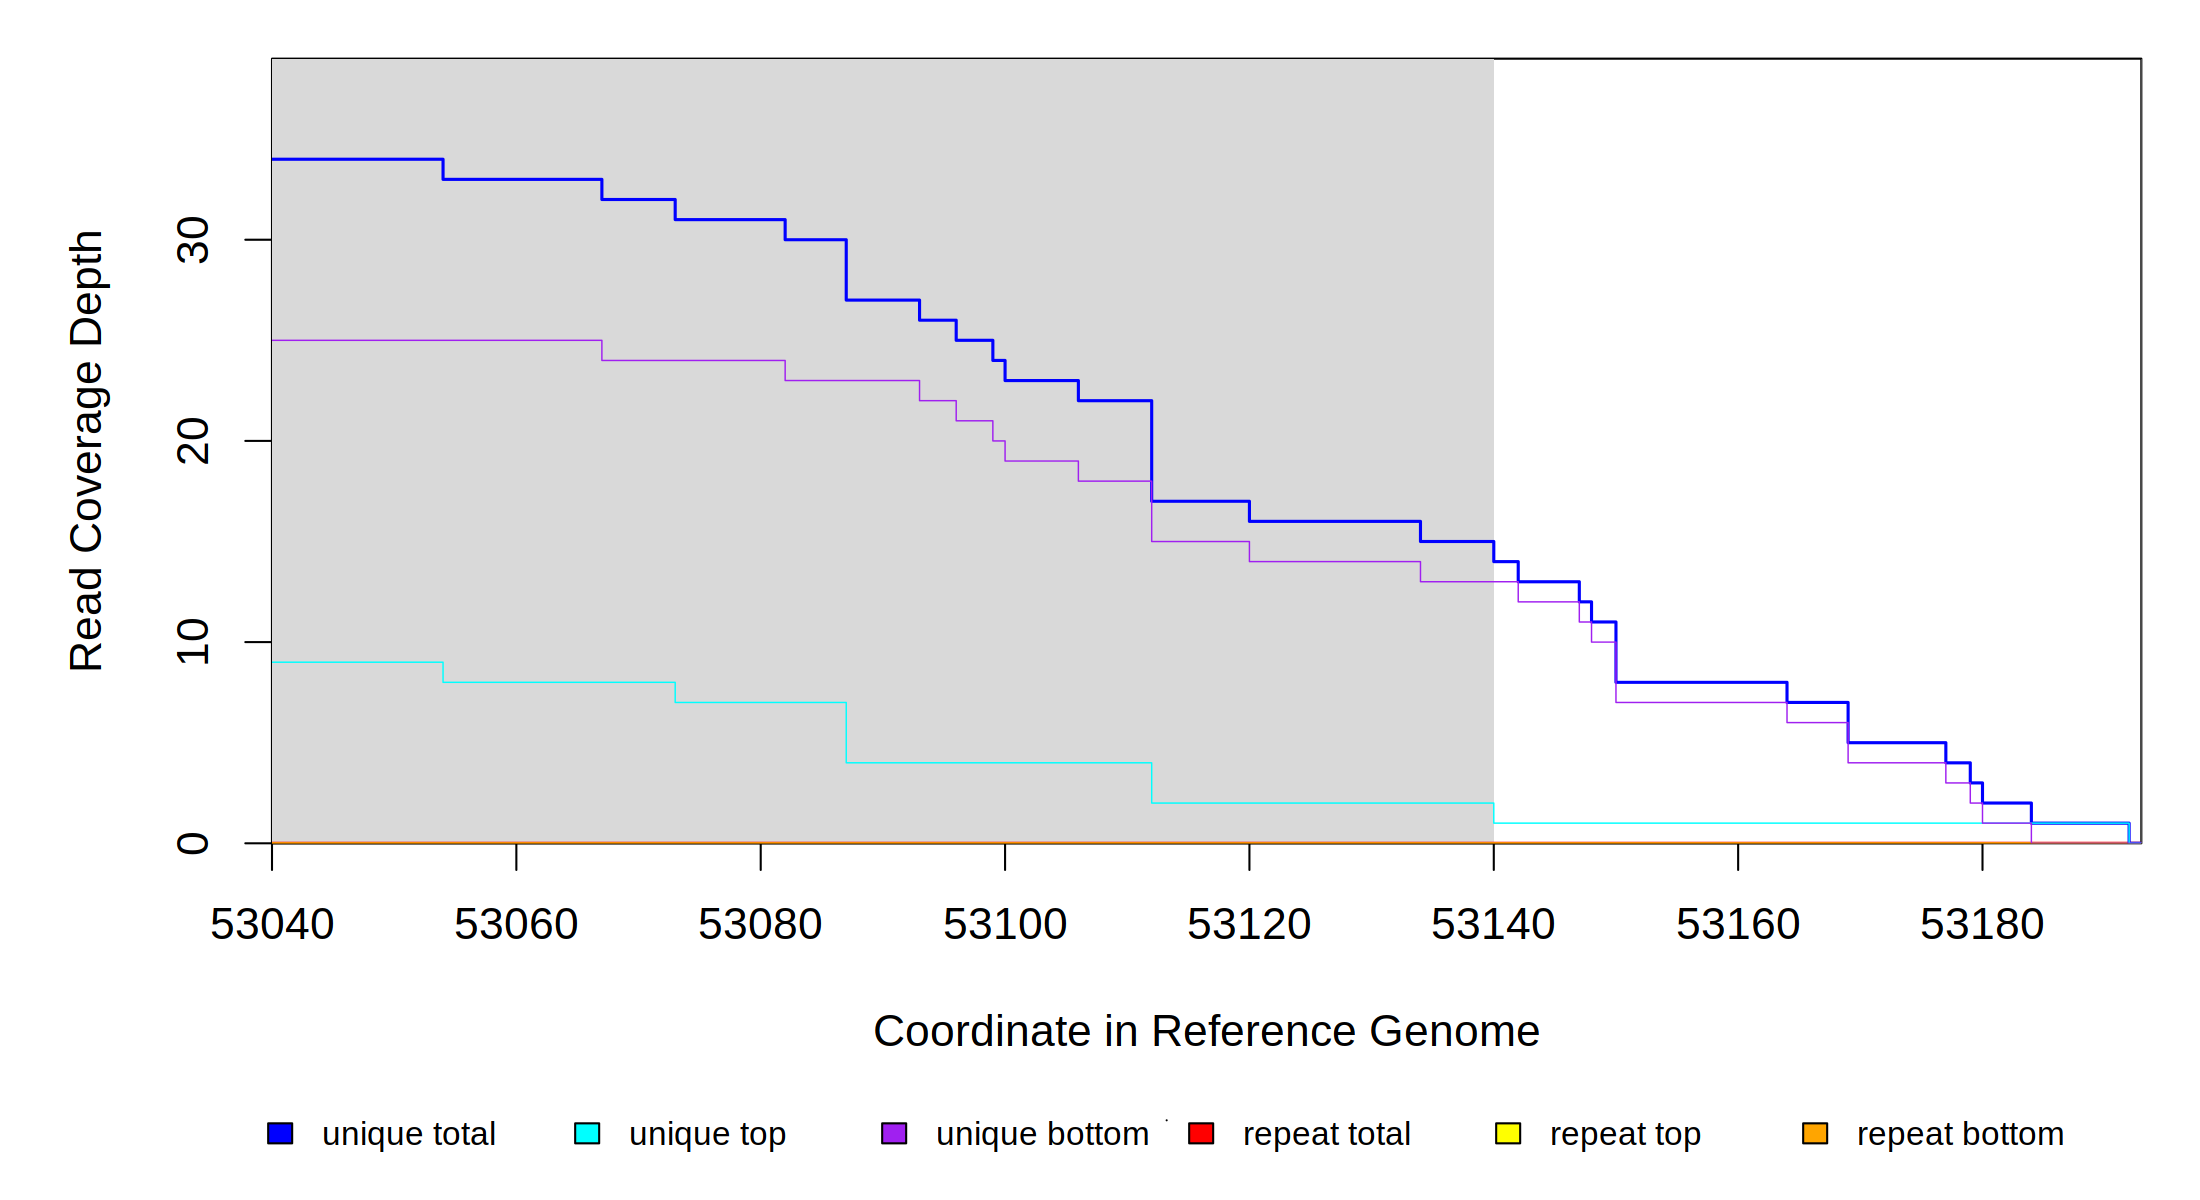 Read Coverage Depth
30
20
10
0
53040 53060 53080 53100 53120 53140 53160 53180
Coordinate in Reference Genome
unique total unique top unique bottom repeat total repeat top repeat bottom